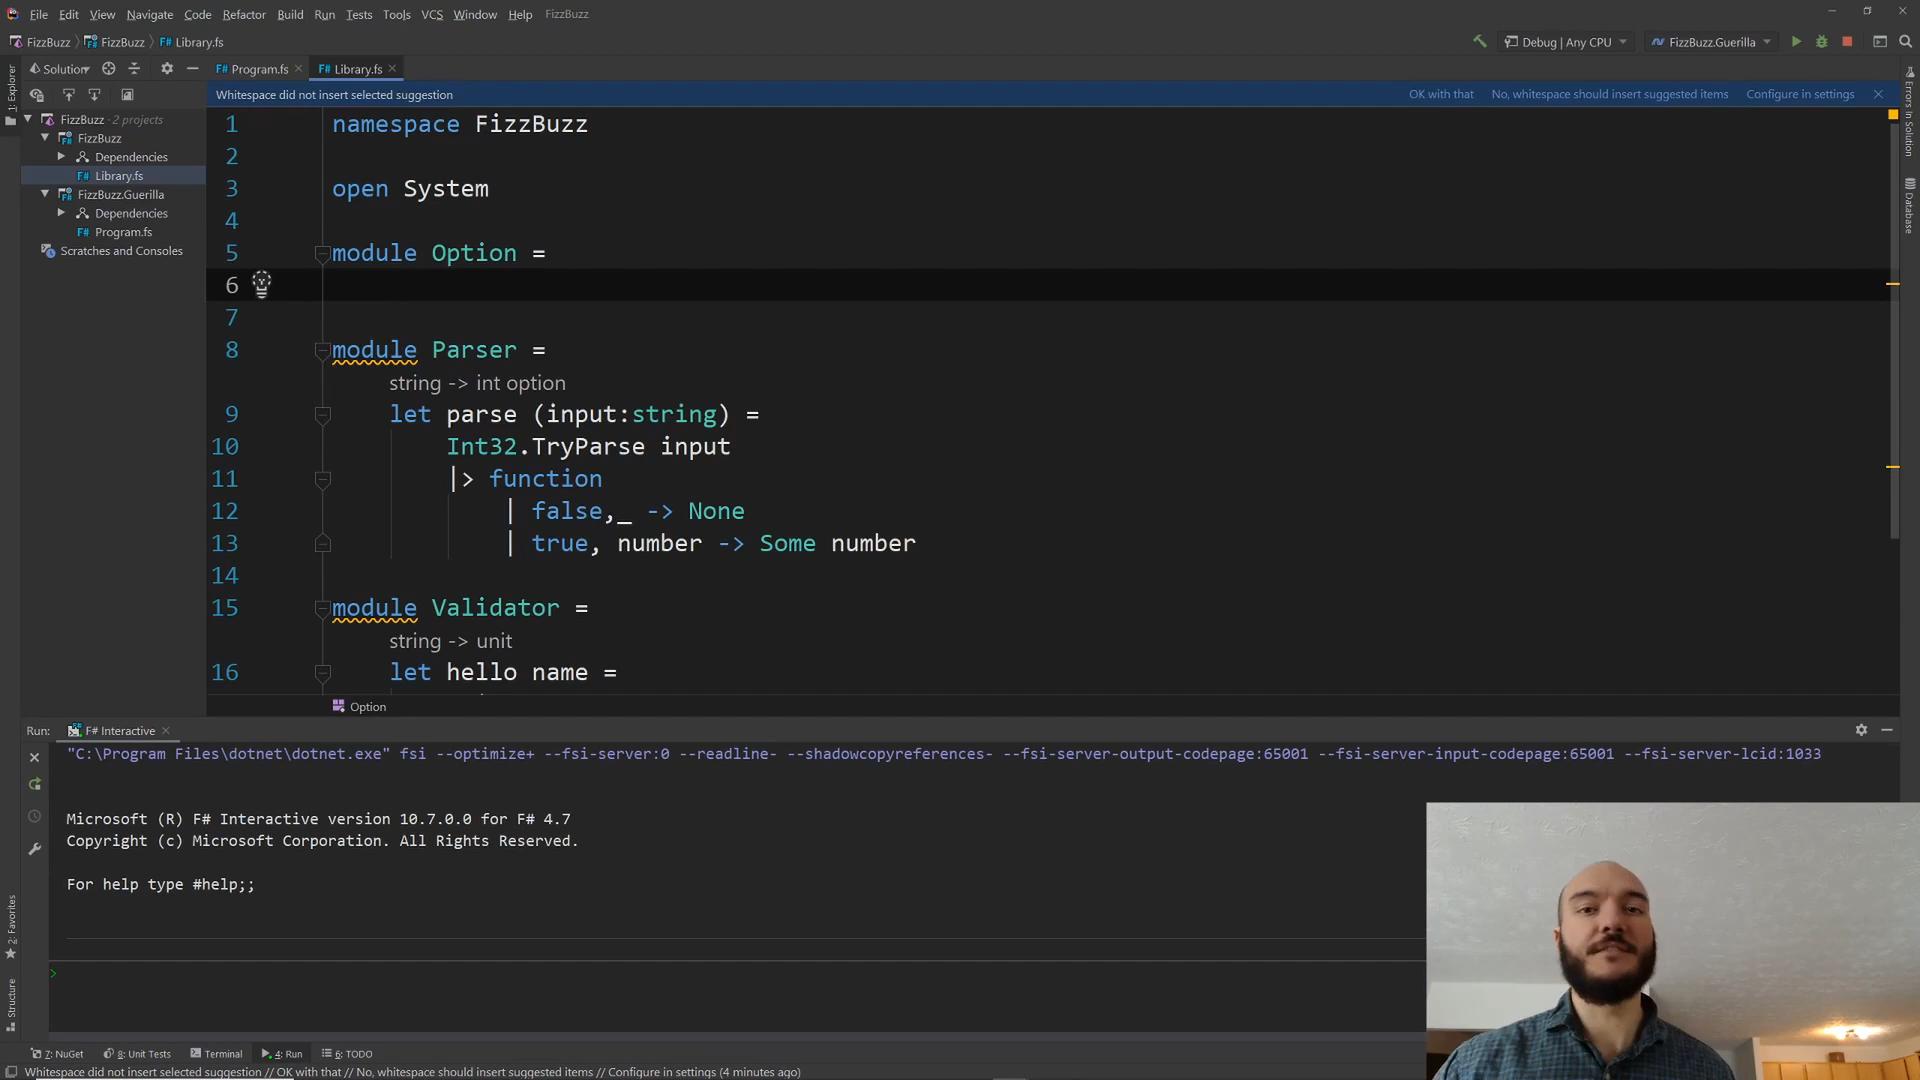 File Edit View Navigate Code Refactor Build Run Tests Tools VCS Window Help FizzBuzz
FizzBuzz FizzBuzz Library.fs
Debug | Any CPU FizzBuzz.Guerilla
Solution Program.fs Library.fs
Whitespace did not insert selected suggestion OK with that No, whitespace should insert suggested items Configure in settings
1: Explorer
FizzBuzz · 2 projects
FizzBuzz
Dependencies
Library.fs
FizzBuzz.Guerilla
Dependencies
Program.fs
Scratches and Consoles
1 namespace FizzBuzz
2
3 open System
4
5 module Option =
6
7
8 module Parser =
string -> int option
9 let parse (input:string) =
10 Int32.TryParse input
11 |> function
12 | false,_ -> None
13 | true, number -> Some number
14
15 module Validator =
string -> unit
16 let hello name =
Option
Errors In Solution
Database
Run: F# Interactive
"C:\Program Files\dotnet\dotnet.exe" fsi --optimize+ --fsi-server:0 --readline- --shadowcopyreferences- --fsi-server-output-codepage:65001 --fsi-server-input-codepage:65001 --fsi-server-lcid:1033
Microsoft (R) F# Interactive version 10.7.0.0 for F# 4.7
Copyright (c) Microsoft Corporation. All Rights Reserved.
For help type #help;;
>
2: Favorites
Structure
7: NuGet 8: Unit Tests Terminal 4: Run 6: TODO
Whitespace did not insert selected suggestion // OK with that // No, whitespace should insert suggested items // Configure in settings (4 minutes ago)